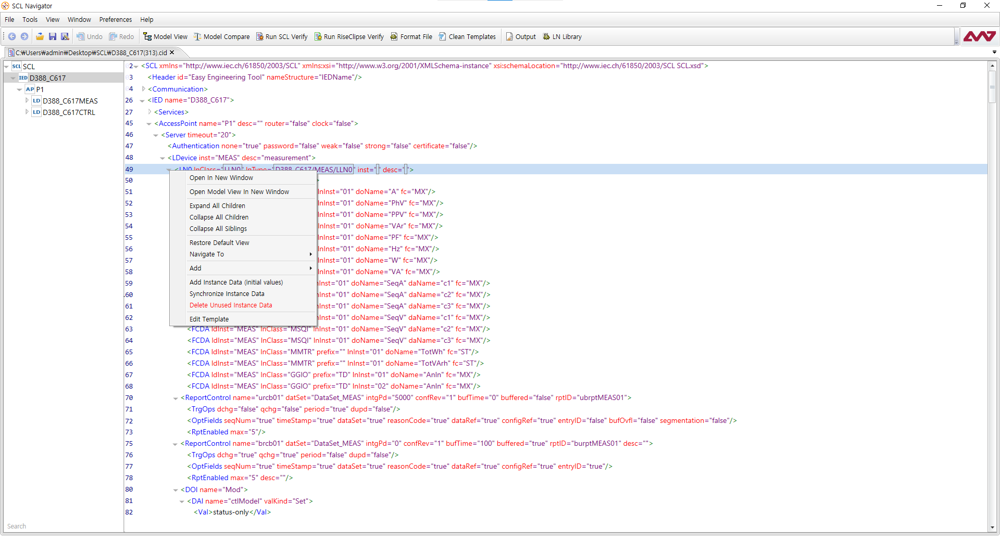 SCL Navigator
File Tools View Window Preferences Help
Undo Redo Model View Model Compare Run SCL Verify Run RiseClipse Verify Format File Clean Templates Output LN Library
C:₩Users₩admin₩Desktop₩SCL₩D388_C617(313).cid
SCL SCL
IED D388_C617
AP P1
LD D388_C617MEAS
LD D388_C617CTRL
Search
02 <SCL xmlns="http://www.iec.ch/61850/2003/SCL" xmlns:xsi="http://www.w3.org/2001/XMLSchema-instance" xsi:schemaLocation="http://www.iec.ch/61850/2003/SCL SCL.xsd">
03 <Header id="Easy Engineering Tool" nameStructure="IEDName"/>
04 <Communication>
26 <IED name="D388_C617">
27 <Services>
45 <AccessPoint name="P1" desc="" router="false" clock="false">
46 <Server timeout="20">
47 <Authentication none="true" password="false" weak="false" strong="false" certificate="false"/>
48 <LDevice inst="MEAS" desc="measurement">
49 <LN0 lnClass="LLN0" lnType="D388_C617/MEAS/LLN0" inst="" desc="">
50 >
51 lnInst="01" doName="A" fc="MX"/>
52 lnInst="01" doName="PhV" fc="MX"/>
53 lnInst="01" doName="PPV" fc="MX"/>
54 lnInst="01" doName="VAr" fc="MX"/>
55 lnInst="01" doName="PF" fc="MX"/>
56 lnInst="01" doName="Hz" fc="MX"/>
57 lnInst="01" doName="W" fc="MX"/>
58 lnInst="01" doName="VA" fc="MX"/>
59 nInst="01" doName="SeqA" daName="c1" fc="MX"/>
60 nInst="01" doName="SeqA" daName="c2" fc="MX"/>
61 nInst="01" doName="SeqA" daName="c3" fc="MX"/>
62 nInst="01" doName="SeqV" daName="c1" fc="MX"/>
63 <FCDA ldInst="MEAS" lnClass="MSQI" lnInst="01" doName="SeqV" daName="c2" fc="MX"/>
64 <FCDA ldInst="MEAS" lnClass="MSQI" lnInst="01" doName="SeqV" daName="c3" fc="MX"/>
65 <FCDA ldInst="MEAS" lnClass="MMTR" prefix="" lnInst="01" doName="TotWh" fc="ST"/>
66 <FCDA ldInst="MEAS" lnClass="MMTR" prefix="" lnInst="01" doName="TotVArh" fc="ST"/>
67 <FCDA ldInst="MEAS" lnClass="GGIO" prefix="TD" lnInst="01" doName="AnIn" fc="MX"/>
68 <FCDA ldInst="MEAS" lnClass="GGIO" prefix="TD" lnInst="02" doName="AnIn" fc="MX"/>
70 <ReportControl name="urcb01" datSet="DataSet_MEAS" intgPd="5000" confRev="1" bufTime="0" buffered="false" rptID="ubrptMEAS01">
71 <TrgOps dchg="false" qchg="false" period="true" dupd="false"/>
72 <OptFields seqNum="true" timeStamp="true" dataSet="true" reasonCode="true" dataRef="true" configRef="true" entryID="false" bufOvfl="false" segmentation="false"/>
73 <RptEnabled max="5"/>
75 <ReportControl name="brcb01" datSet="DataSet_MEAS" intgPd="0" confRev="1" bufTime="100" buffered="true" rptID="burptMEAS01" desc="">
76 <TrgOps dchg="true" qchg="true" period="false" dupd="false"/>
77 <OptFields seqNum="true" timeStamp="true" dataSet="true" reasonCode="true" dataRef="true" configRef="true" entryID="true"/>
78 <RptEnabled max="5" desc=""/>
80 <DOI name="Mod">
81 <DAI name="ctlModel" valKind="Set">
82 <Val>status-only</Val>
Open In New Window
Open Model View In New Window
Expand All Children
Collapse All Children
Collapse All Siblings
Restore Default View
Navigate To
Add
Add Instance Data (initial values)
Synchronize Instance Data
Delete Unused Instance Data
Edit Template